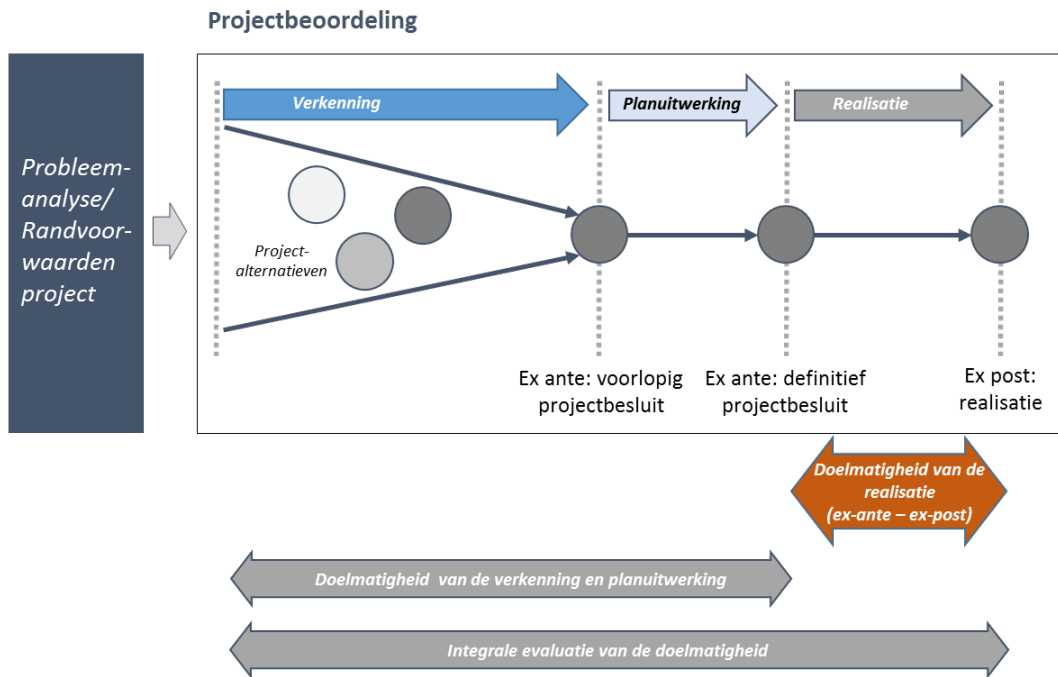 Projectbeoordeling
Probleem-
analyse/
Randvoor-
waarden
project
Verkenning
Planuitwerking
Realisatie
Project-
alternatieven
Ex ante: voorlopig
projectbesluit
Ex ante: definitief
projectbesluit
Ex post:
realisatie
Doelmatigheid van de
realisatie
(ex-ante – ex-post)
Doelmatigheid van de verkenning en planuitwerking
Integrale evaluatie van de doelmatigheid